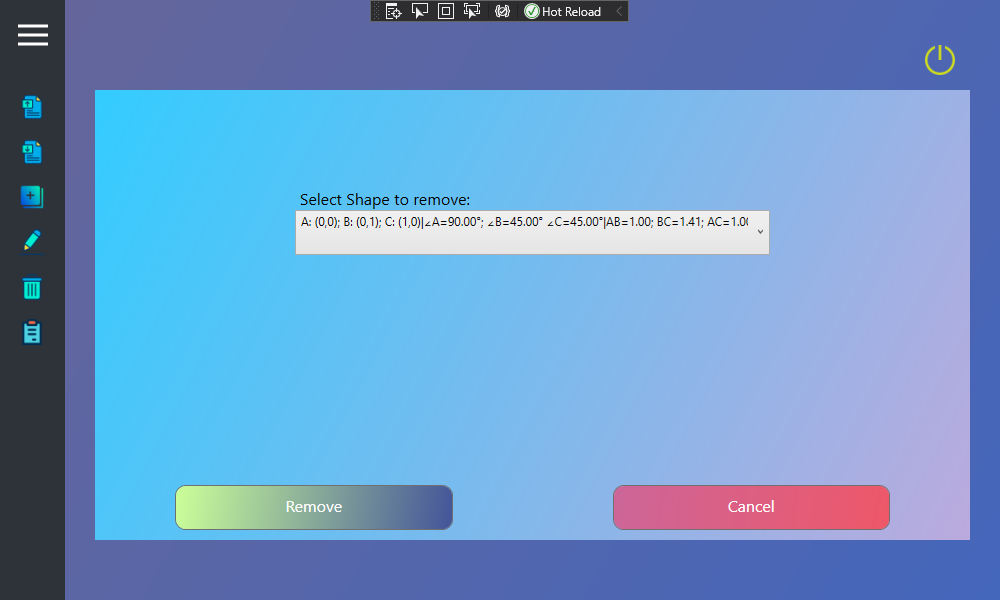 Hot Reload
Select Shape to remove:
A: (0,0); B: (0,1); C: (1,0)|∠A=90.00°; ∠B=45.00° ∠C=45.00°|AB=1.00; BC=1.41; AC=1.00
Remove
Cancel